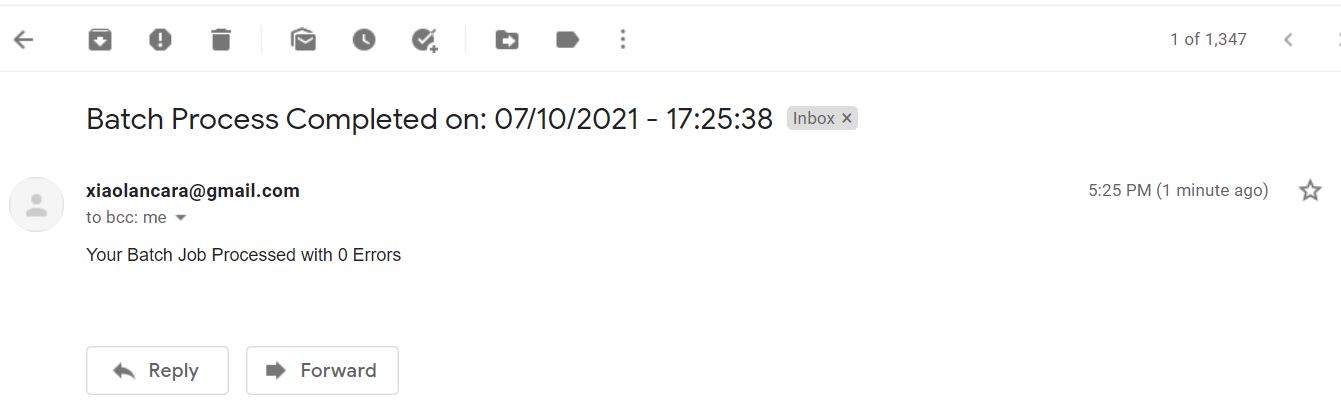 1 of 1,347
Batch Process Completed on: 07/10/2021 - 17:25:38 Inbox ×
xiaolancara@gmail.com 5:25 PM (1 minute ago)
to bcc: me
Your Batch Job Processed with 0 Errors
Reply Forward